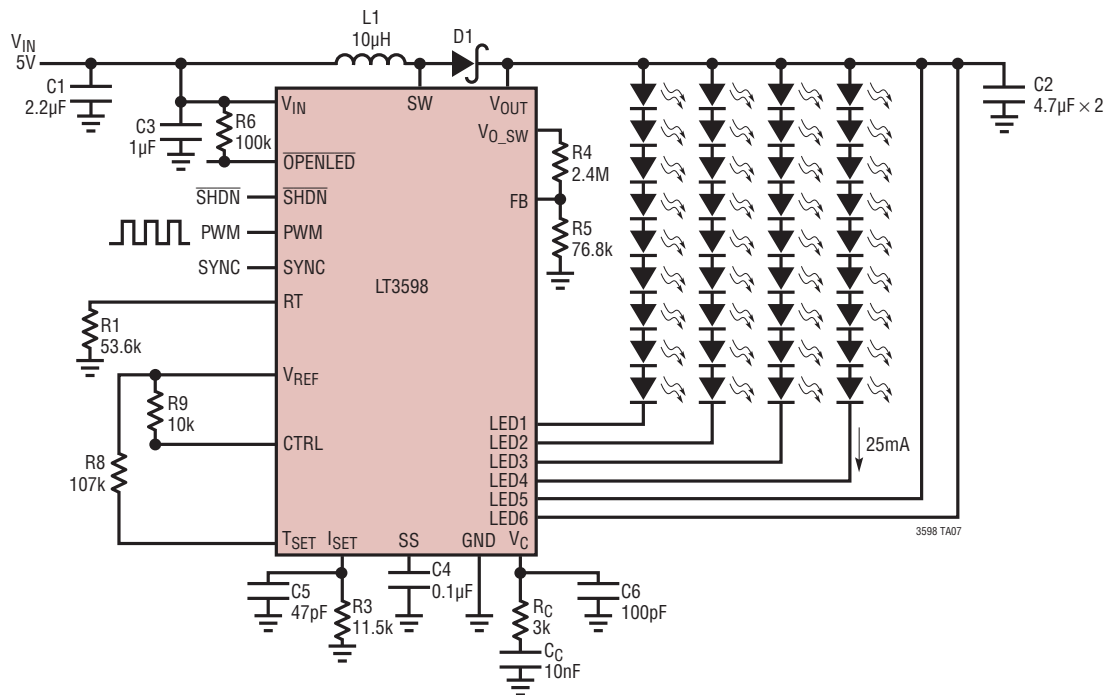 L1
10µH
D1
VIN
5V
C1
2.2µF
C3
1µF
R6
100k
VIN
SW
VOUT
VO_SW
C2
4.7µF × 2
R4
2.4M
OPENLED
SHDN
SHDN
FB
R5
76.8k
PWM
PWM
SYNC
SYNC
LT3598
RT
R1
53.6k
VREF
R9
10k
CTRL
R8
107k
LED1
LED2
LED3
LED4
LED5
LED6
25mA
3598 TA07
TSET
ISET
SS
GND
VC
C5
47pF
R3
11.5k
C4
0.1µF
RC
3k
C6
100pF
CC
10nF